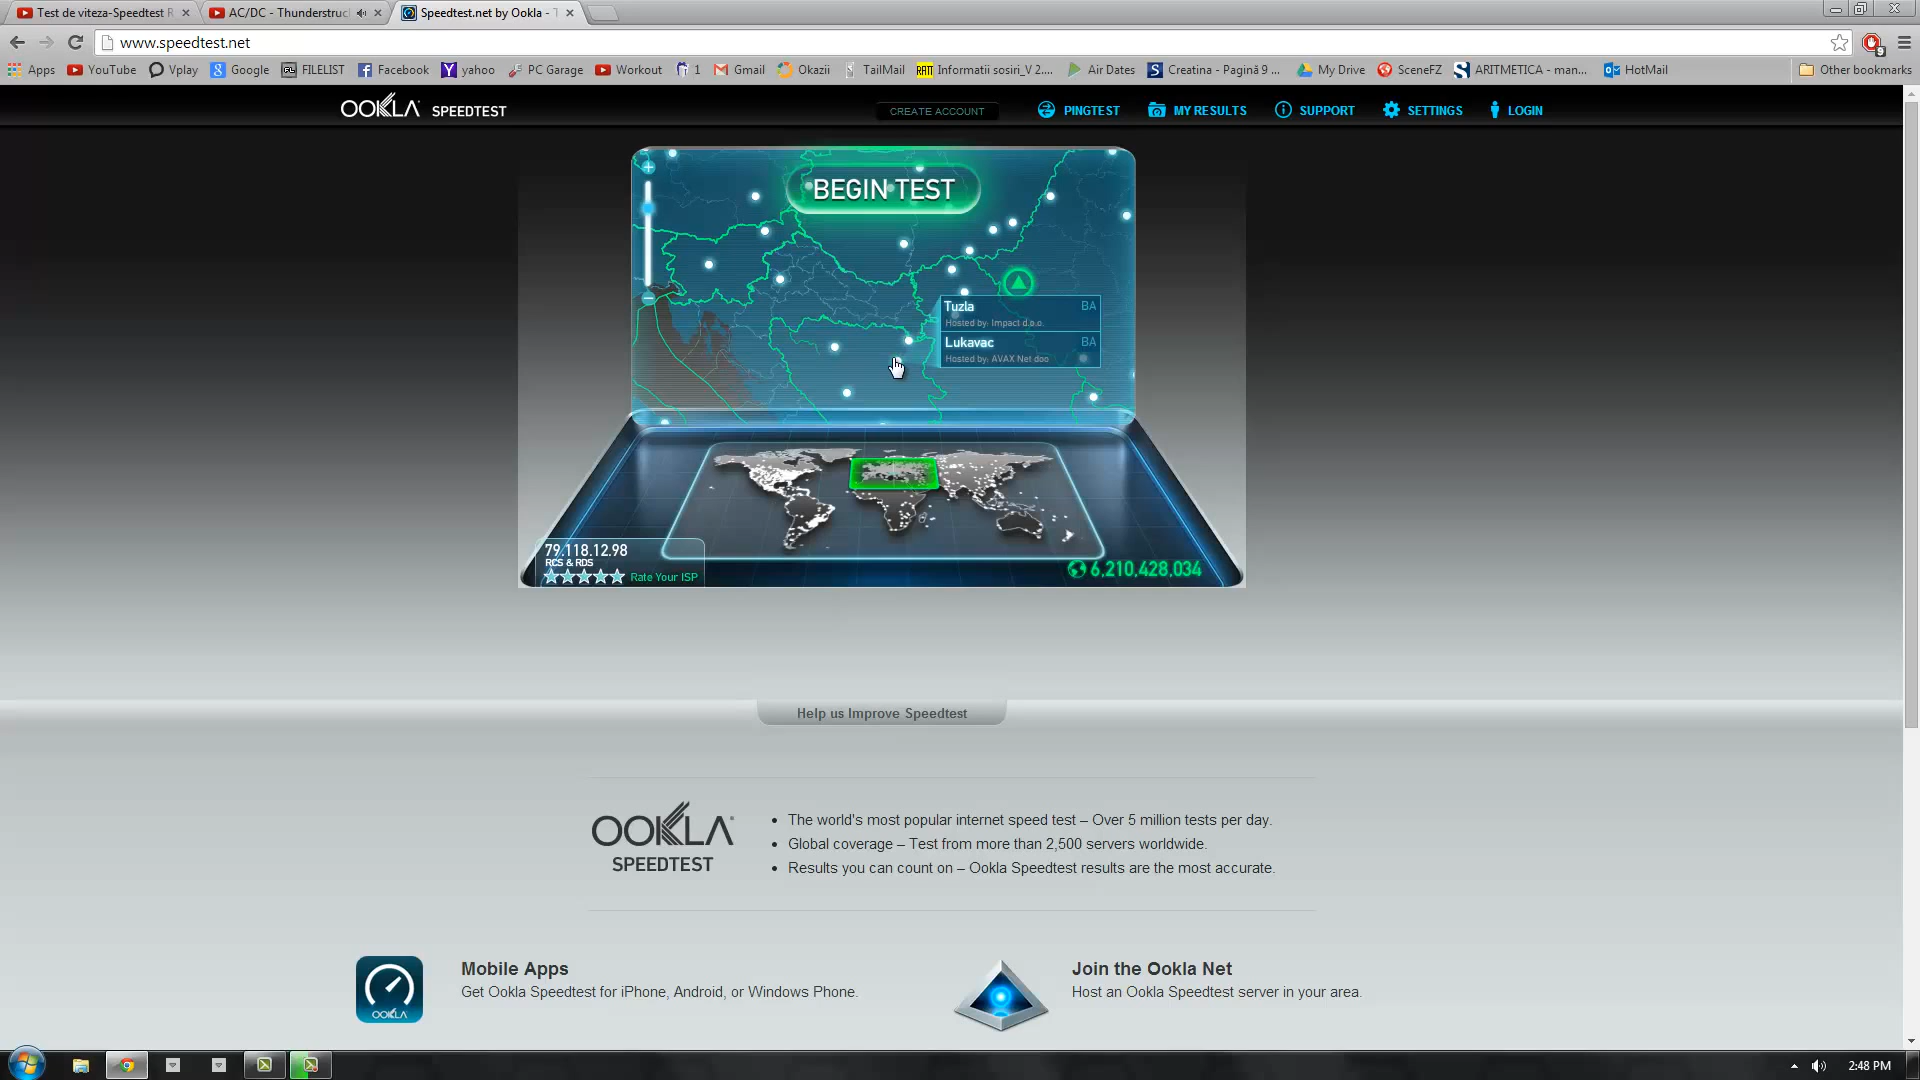 Test de viteza-Speedtest R
AC/DC - Thunderstruc
Speedtest.net by Ookla - T
www.speedtest.net
Apps
YouTube
Vplay
Google
FILELIST
Facebook
yahoo
PC Garage
Workout
1
Gmail
Okazii
TailMail
Informatii sosiri_V 2....
Air Dates
Creatina - Pagină 9 ...
My Drive
SceneFZ
ARITMETICA - man...
HotMail
Other bookmarks
OOKLA SPEEDTEST
CREATE ACCOUNT
PINGTEST
MY RESULTS
SUPPORT
SETTINGS
LOGIN
BEGIN TEST
Tuzla BA
Hosted by: Impact d.o.o.
Lukavac BA
Hosted by: AVAX Net doo
79.118.12.98
RCS & RDS
Rate Your ISP
6,210,428,034
Help us Improve Speedtest
OOKLA
SPEEDTEST
• The world's most popular internet speed test – Over 5 million tests per day.
• Global coverage – Test from more than 2,500 servers worldwide.
• Results you can count on – Ookla Speedtest results are the most accurate.
OOKLA
Mobile Apps
Get Ookla Speedtest for iPhone, Android, or Windows Phone.
Join the Ookla Net
Host an Ookla Speedtest server in your area.
2:48 PM